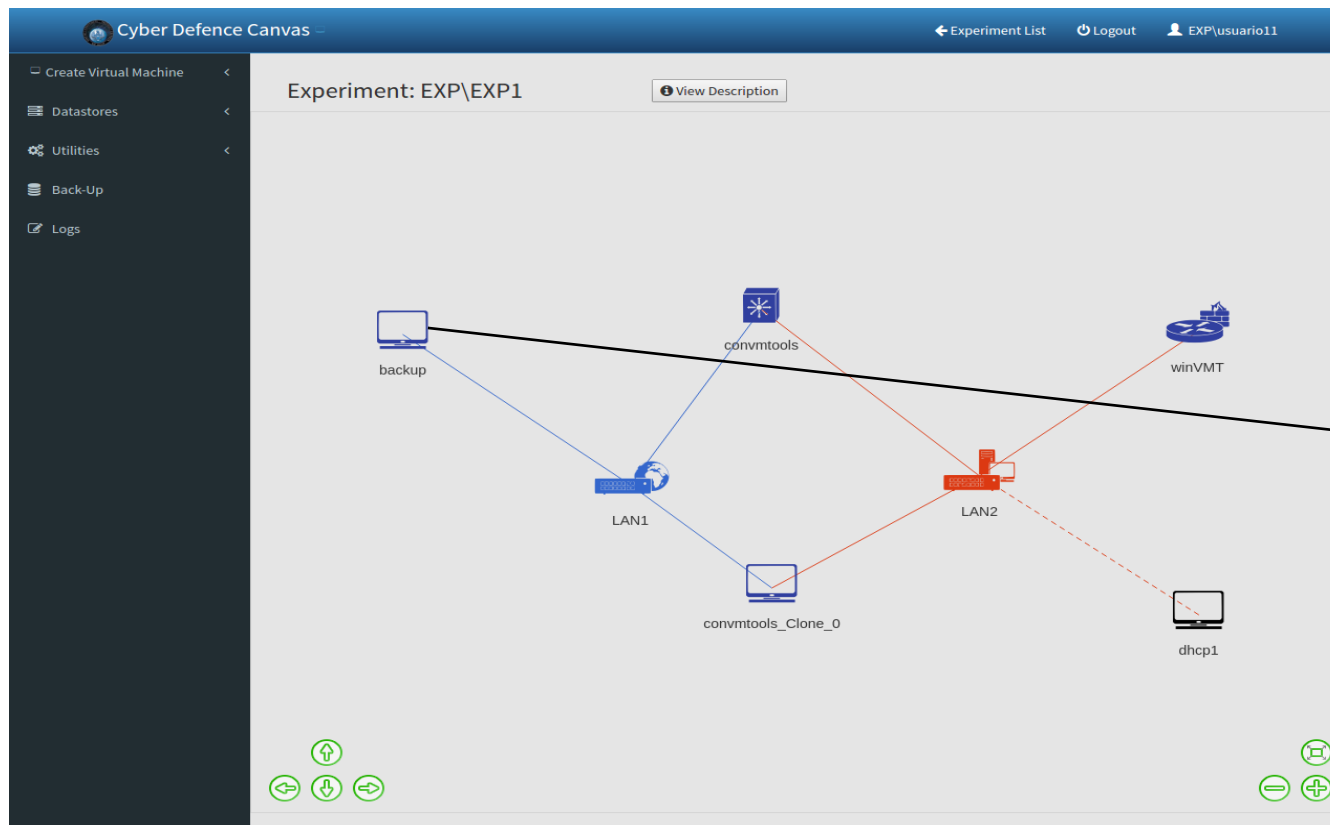 Cyber Defence Canvas
Experiment List
Logout
EXP\usuario11
Create Virtual Machine
Datastores
Utilities
Back-Up
Logs
Experiment: EXP\EXP1
View Description
convmtools
backup
winVMT
LAN1
LAN2
convmtools_Clone_0
dhcp1